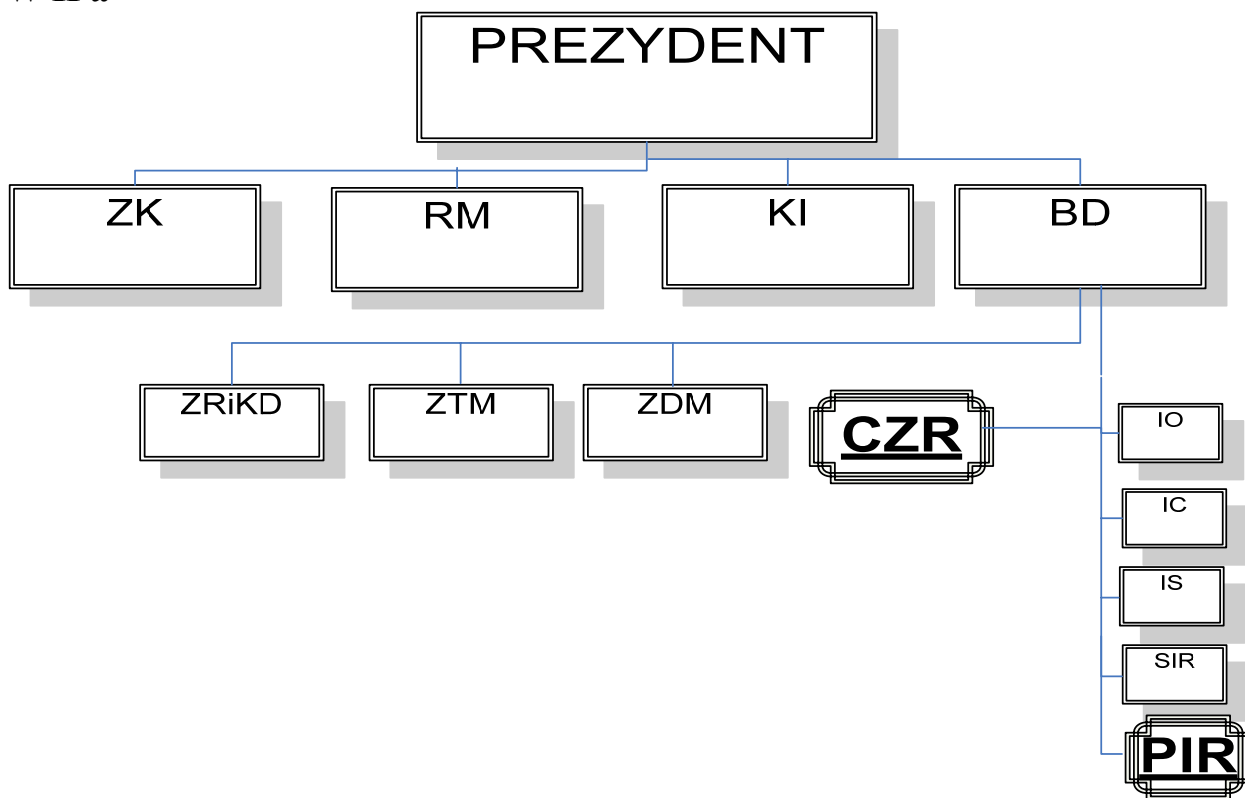 PREZYDENT
ZK
RM
KI
BD
ZRiKD
ZTM
ZDM
CZR
IO
IC
IS
SIR
PIR